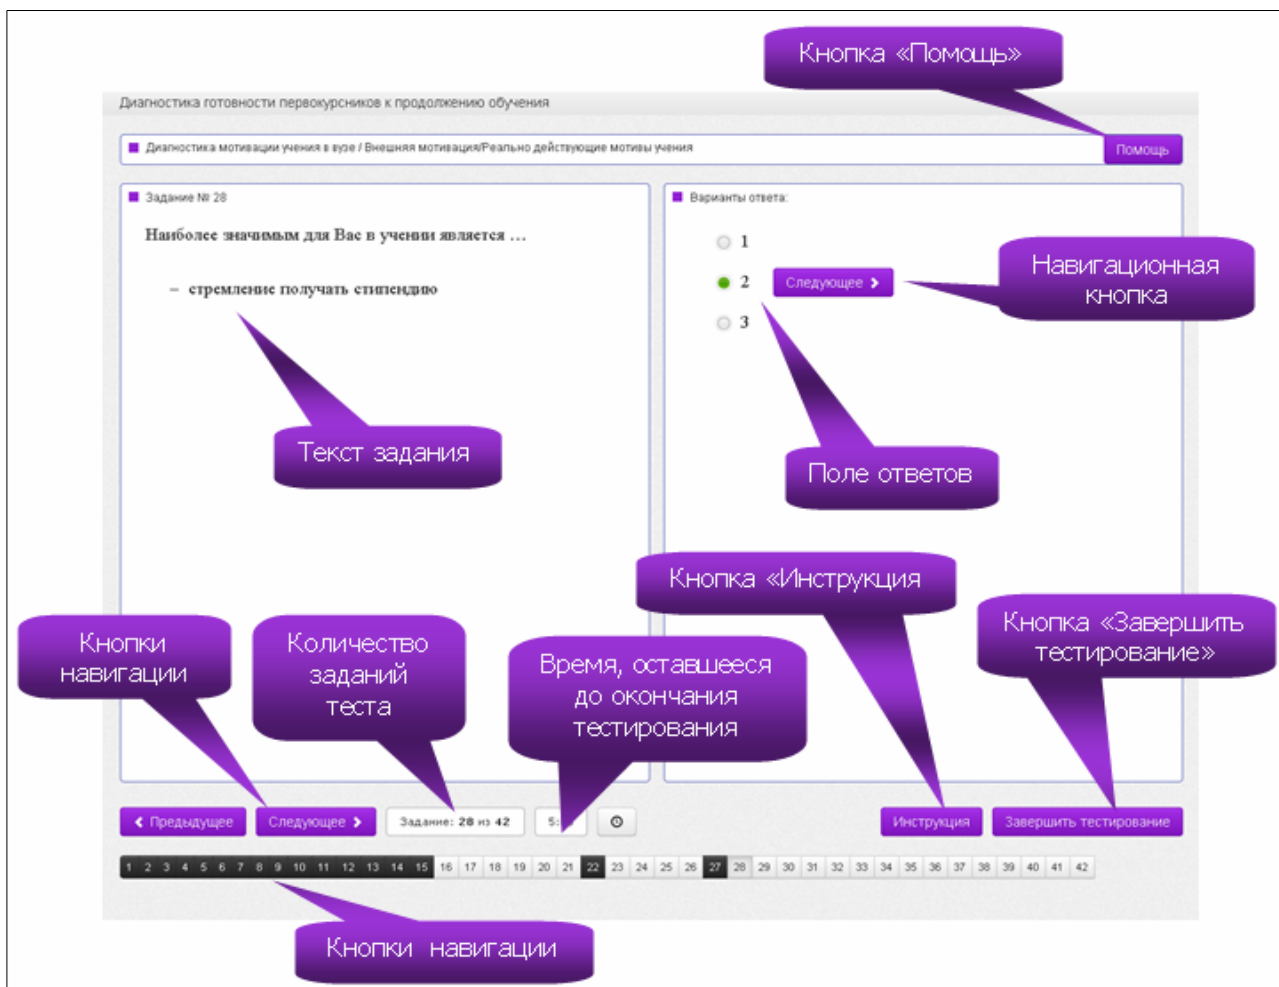 Кнопка «Помощь»
Диагностика готовности первокурсников к продолжению обучения
Диагностика мотивации учения в вузе / Внешняя мотивация/Реально действующие мотивы учения
Помощь
Задание № 28
Наиболее значимым для Вас в учении является …
– стремление получать стипендию
Текст задания
Варианты ответа:
1
2
Следующее
3
Навигационная
кнопка
Поле ответов
Кнопка «Инструкция
Кнопка «Завершить
тестирование»
Кнопки
навигации
Количество
заданий
теста
Время, оставшееся
до окончания
тестирования
Предыдущее
Следующее
Задание: 28 из 42
5:
Инструкция
Завершить тестирование
1 2 3 4 5 6 7 8 9 10 11 12 13 14 15 16 17 18 19 20 21 22 23 24 25 26 27 28 29 30 31 32 33 34 35 36 37 38 39 40 41 42
Кнопки навигации